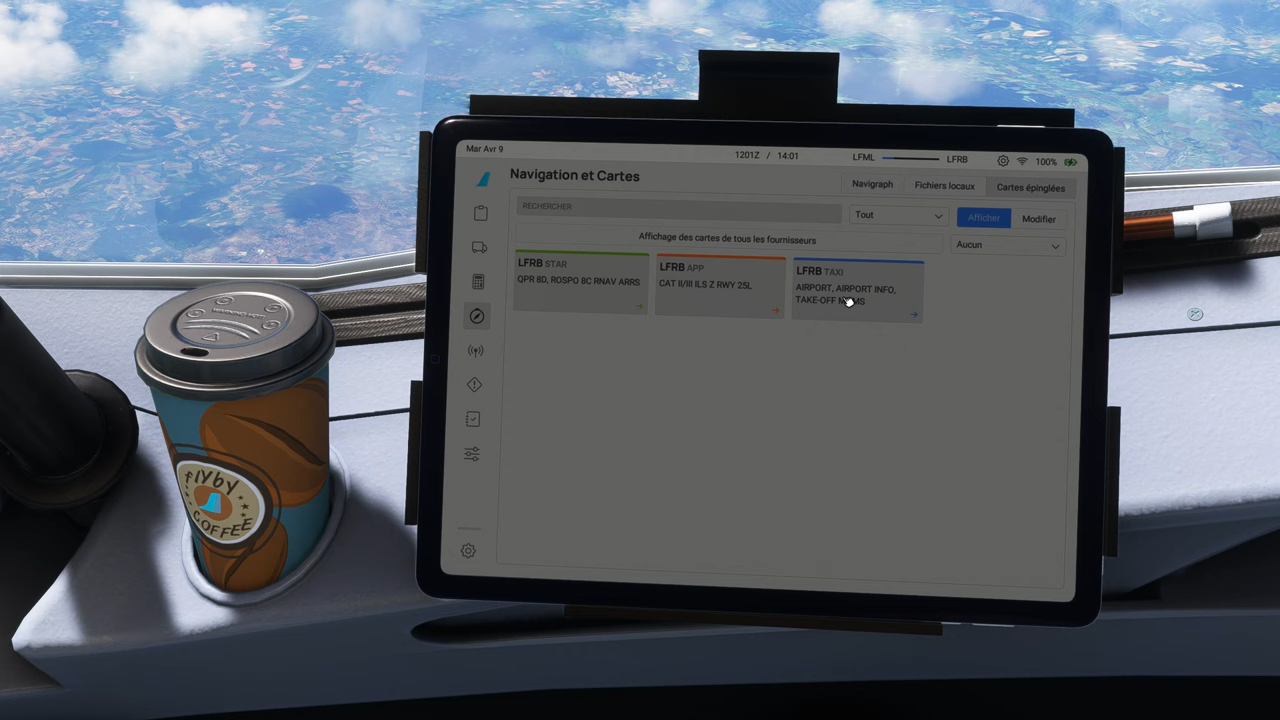 Mar Avr 9
1201Z / 14:01
LFML
LFRB
100%
Navigation et Cartes
Navigraph
Fichiers locaux
Cartes épinglées
RECHERCHER
Tout
Afficher
Modifier
Affichage des cartes de tous les fournisseurs
Aucun
LFRB STAR
QPR 8D, ROSPO 8C RNAV ARRS
LFRB APP
CAT II/III ILS Z RWY 25L
LFRB TAXI
AIRPORT, AIRPORT INFO,
TAKE-OFF
flyby
COFFEE